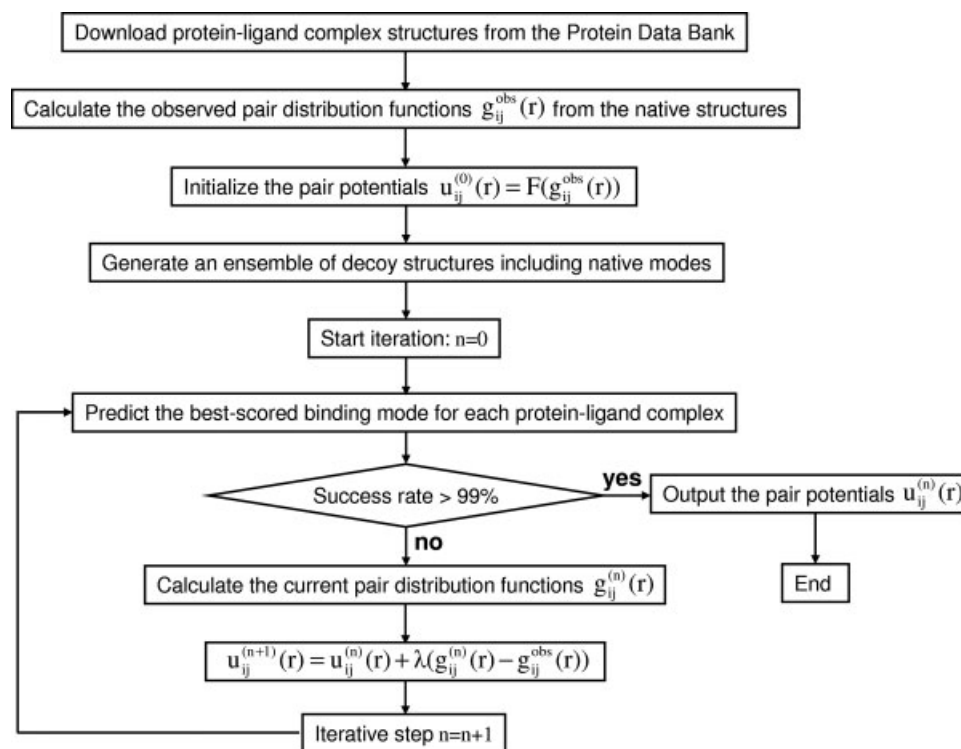 Download protein-ligand complex structures from the Protein Data Bank
Calculate the observed pair distribution functions g_ij^obs(r) from the native structures
Initialize the pair potentials u_ij^(0)(r) = F(g_ij^obs(r))
Generate an ensemble of decoy structures including native modes
Start iteration: n=0
Predict the best-scored binding mode for each protein-ligand complex
Success rate > 99%
yes
Output the pair potentials u_ij^(n)(r)
End
no
Calculate the current pair distribution functions g_ij^(n)(r)
u_ij^(n+1)(r) = u_ij^(n)(r) + λ(g_ij^(n)(r) − g_ij^obs(r))
Iterative step n=n+1